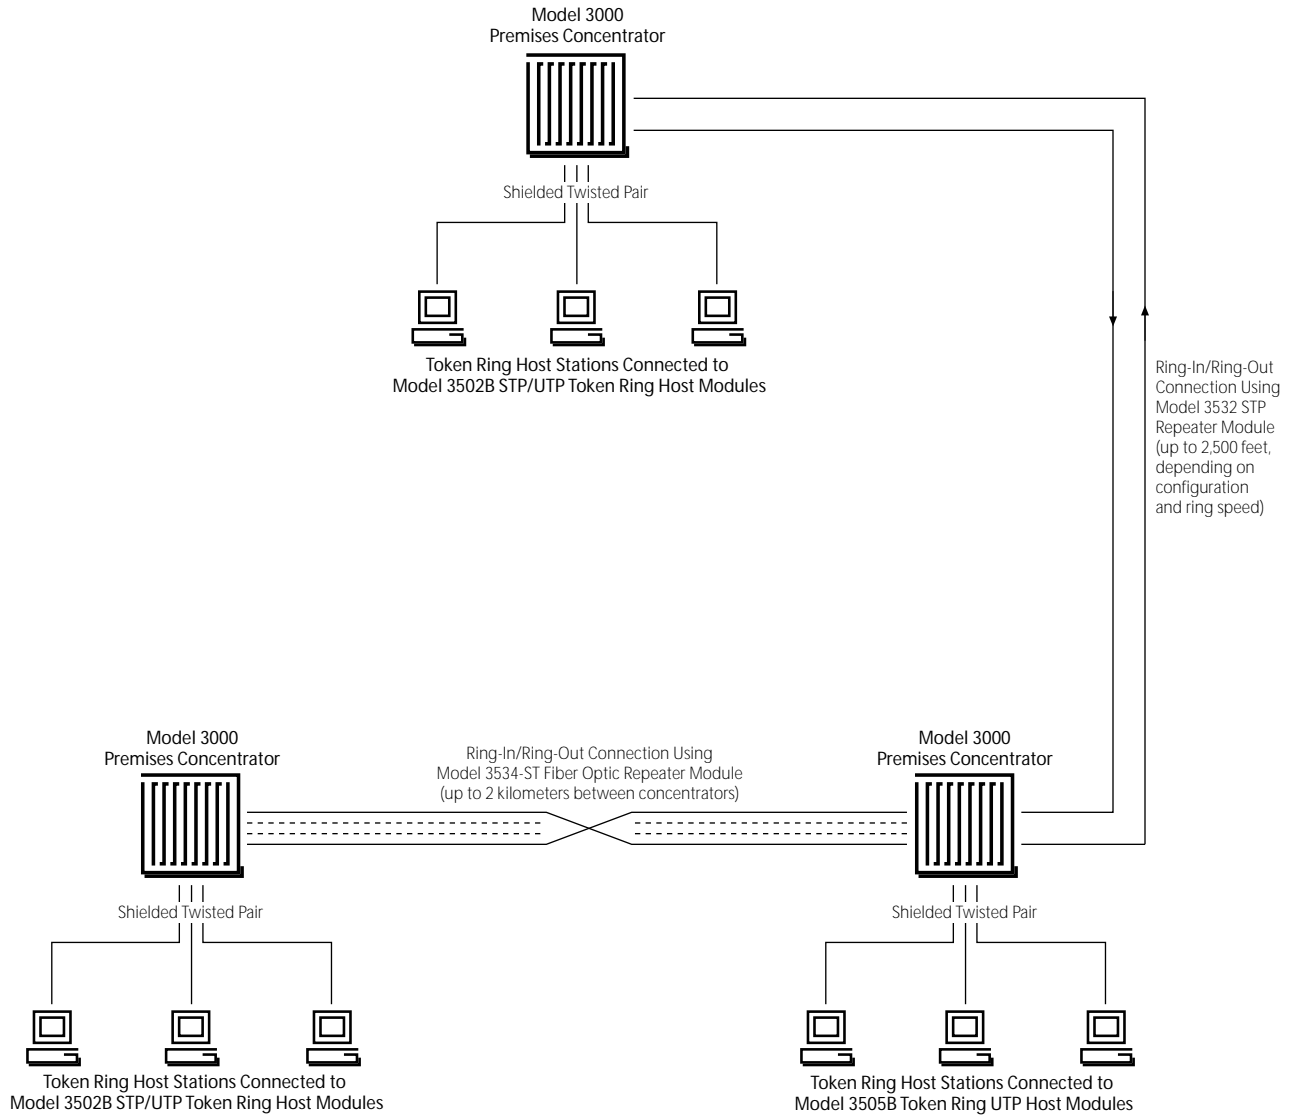 Model 3000
Premises Concentrator
Shielded Twisted Pair
Token Ring Host Stations Connected to
Model 3502B STP/UTP Token Ring Host Modules
Ring-In/Ring-Out
Connection Using
Model 3532 STP
Repeater Module
(up to 2,500 feet,
depending on
configuration
and ring speed)
Model 3000
Premises Concentrator
Ring-In/Ring-Out Connection Using
Model 3534-ST Fiber Optic Repeater Module
(up to 2 kilometers between concentrators)
Model 3000
Premises Concentrator
Shielded Twisted Pair
Shielded Twisted Pair
Token Ring Host Stations Connected to
Model 3502B STP/UTP Token Ring Host Modules
Token Ring Host Stations Connected to
Model 3505B Token Ring UTP Host Modules